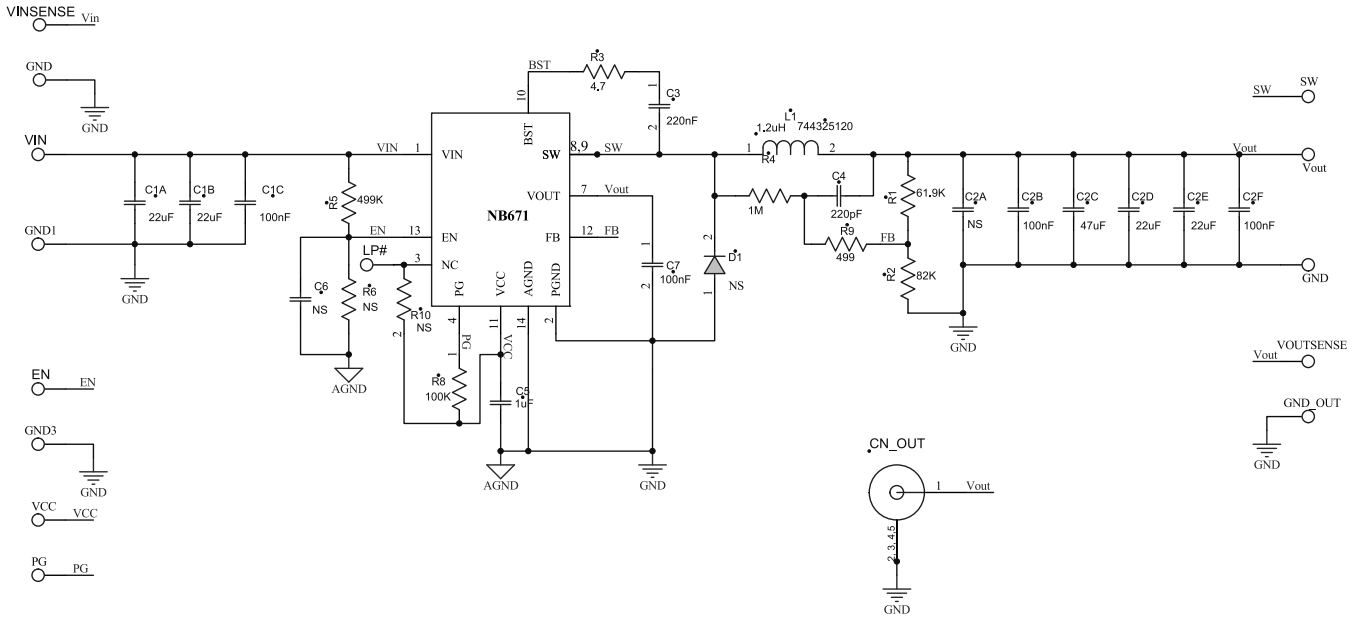 VINSENSE
Vin
GND
GND
VIN
VIN
1
VIN
C1A
22uF
C1B
22uF
C1C
100nF
GND1
GND
R5
499K
EN
13
EN
LP#
3
NC
C6
NS
R6
NS
AGND
R10
NS
2
BST
10
BST
R3
4.7
1
C3
220nF
2
SW
8,9
SW
VOUT
7
Vout
NB671
FB
12
FB
PG
VCC
AGND
PGND
4
11
14
2
PG
VCC
1
R8
100K
C5
1uF
AGND
GND
1
C7
100nF
2
L1
1.2uH
744325120
1
2
R4
1M
C4
220pF
R9
499
FB
D1
NS
2
1
R1
61.9K
R2
82K
C2A
NS
C2B
100nF
C2C
47uF
C2D
22uF
C2E
22uF
C2F
100nF
GND
SW
SW
Vout
Vout
GND
VOUTSENSE
Vout
GND_OUT
GND
EN
EN
GND3
GND
VCC
VCC
PG
PG
CN_OUT
1
Vout
2, 3, 4,5
GND